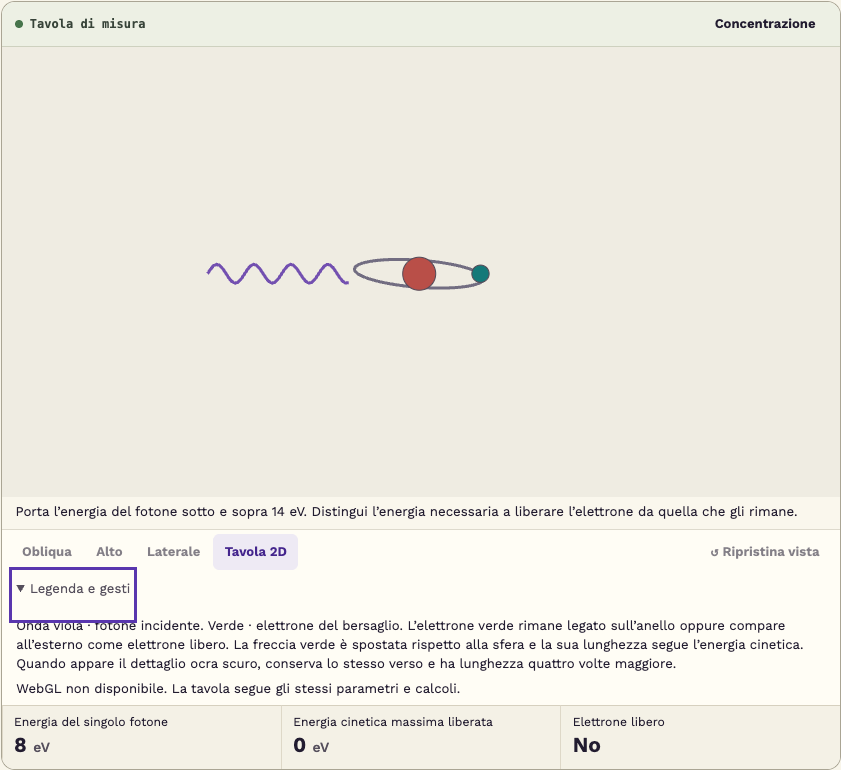 Tavola di misura
Concentrazione
Porta l’energia del fotone sotto e sopra 14 eV. Distingui l’energia necessaria a liberare l’elettrone da quella che gli rimane.
Obliqua Alto Laterale Tavola 2D ↺ Ripristina vista
▼ Legenda e gesti
Onda viola · fotone incidente. Verde · elettrone del bersaglio. L’elettrone verde rimane legato sull’anello oppure compare
all’esterno come elettrone libero. La freccia verde è spostata rispetto alla sfera e la sua lunghezza segue l’energia cinetica.
Quando appare il dettaglio ocra scuro, conserva lo stesso verso e ha lunghezza quattro volte maggiore.
WebGL non disponibile. La tavola segue gli stessi parametri e calcoli.
Energia del singolo fotone
8 eV
Energia cinetica massima liberata
0 eV
Elettrone libero
No